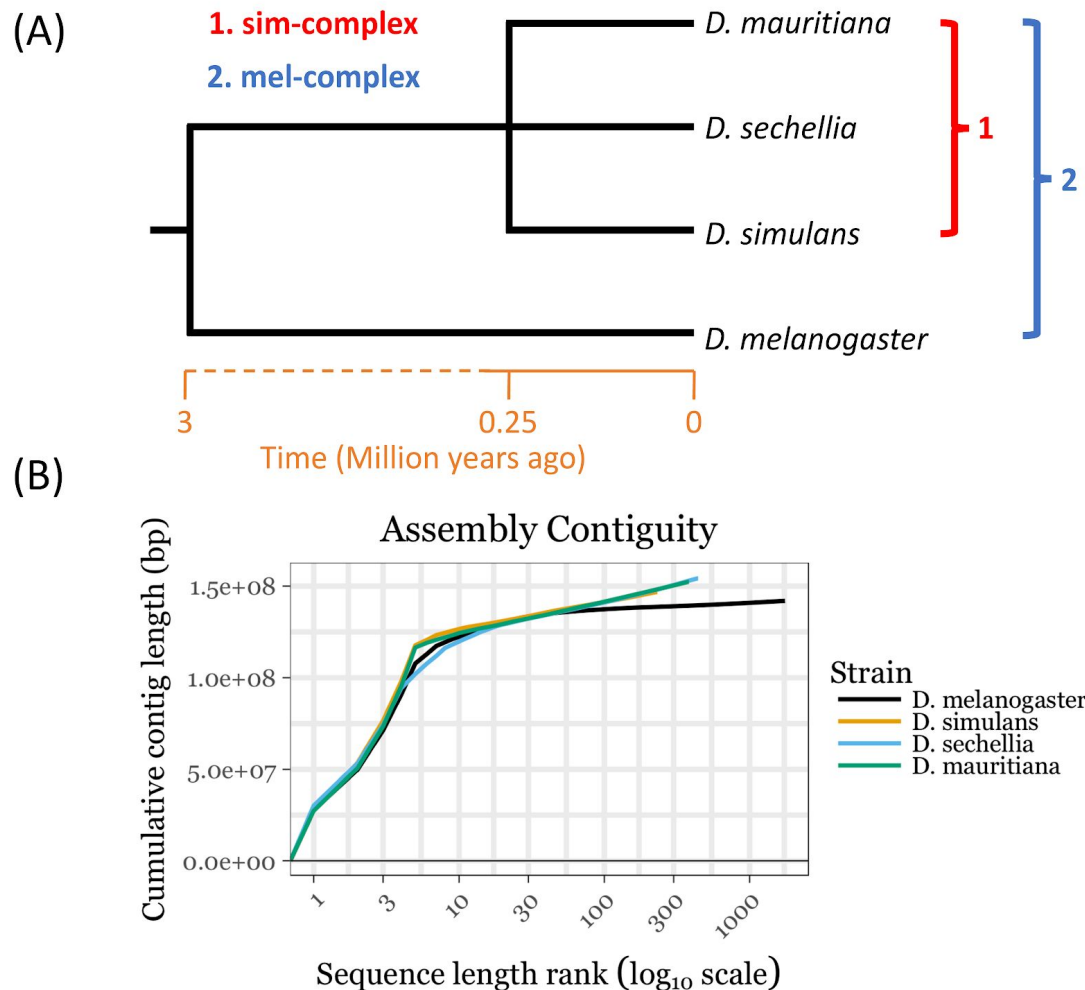 (A)
1. sim-complex
2. mel-complex
D. mauritiana
D. sechellia
D. simulans
D. melanogaster
1
2
3
0.25
0
Time (Million years ago)
(B)
Assembly Contiguity
Cumulative contig length (bp)
1.5e+08
1.0e+08
5.0e+07
0.0e+00
1
3
10
30
100
300
1000
Sequence length rank (log₁₀ scale)
Strain
D. melanogaster
D. simulans
D. sechellia
D. mauritiana